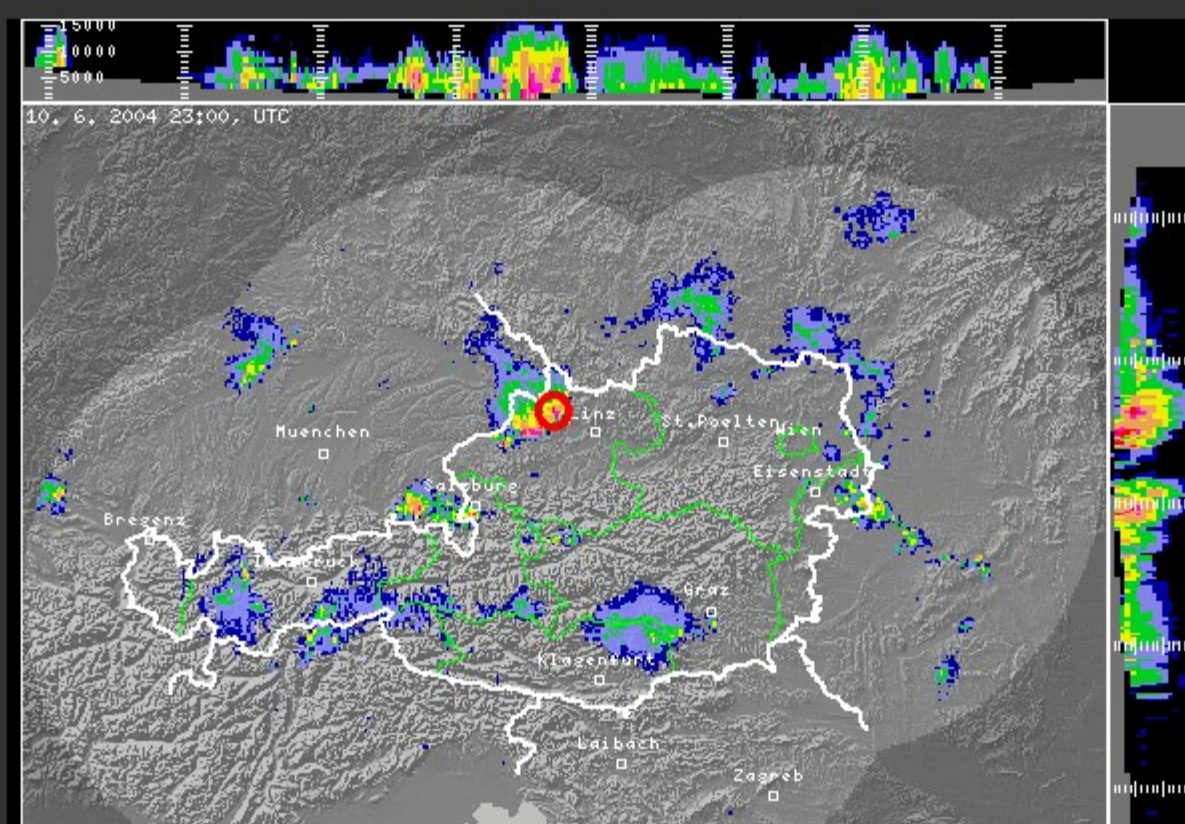 15000
10000
5000
10. 6. 2004 23:00, UTC
Linz
St.Poelten
Wien
Muenchen
Eisenstadt
Salzburg
Bregenz
Innsbruck
Graz
Klagenfurt
Laibach
Zagreb